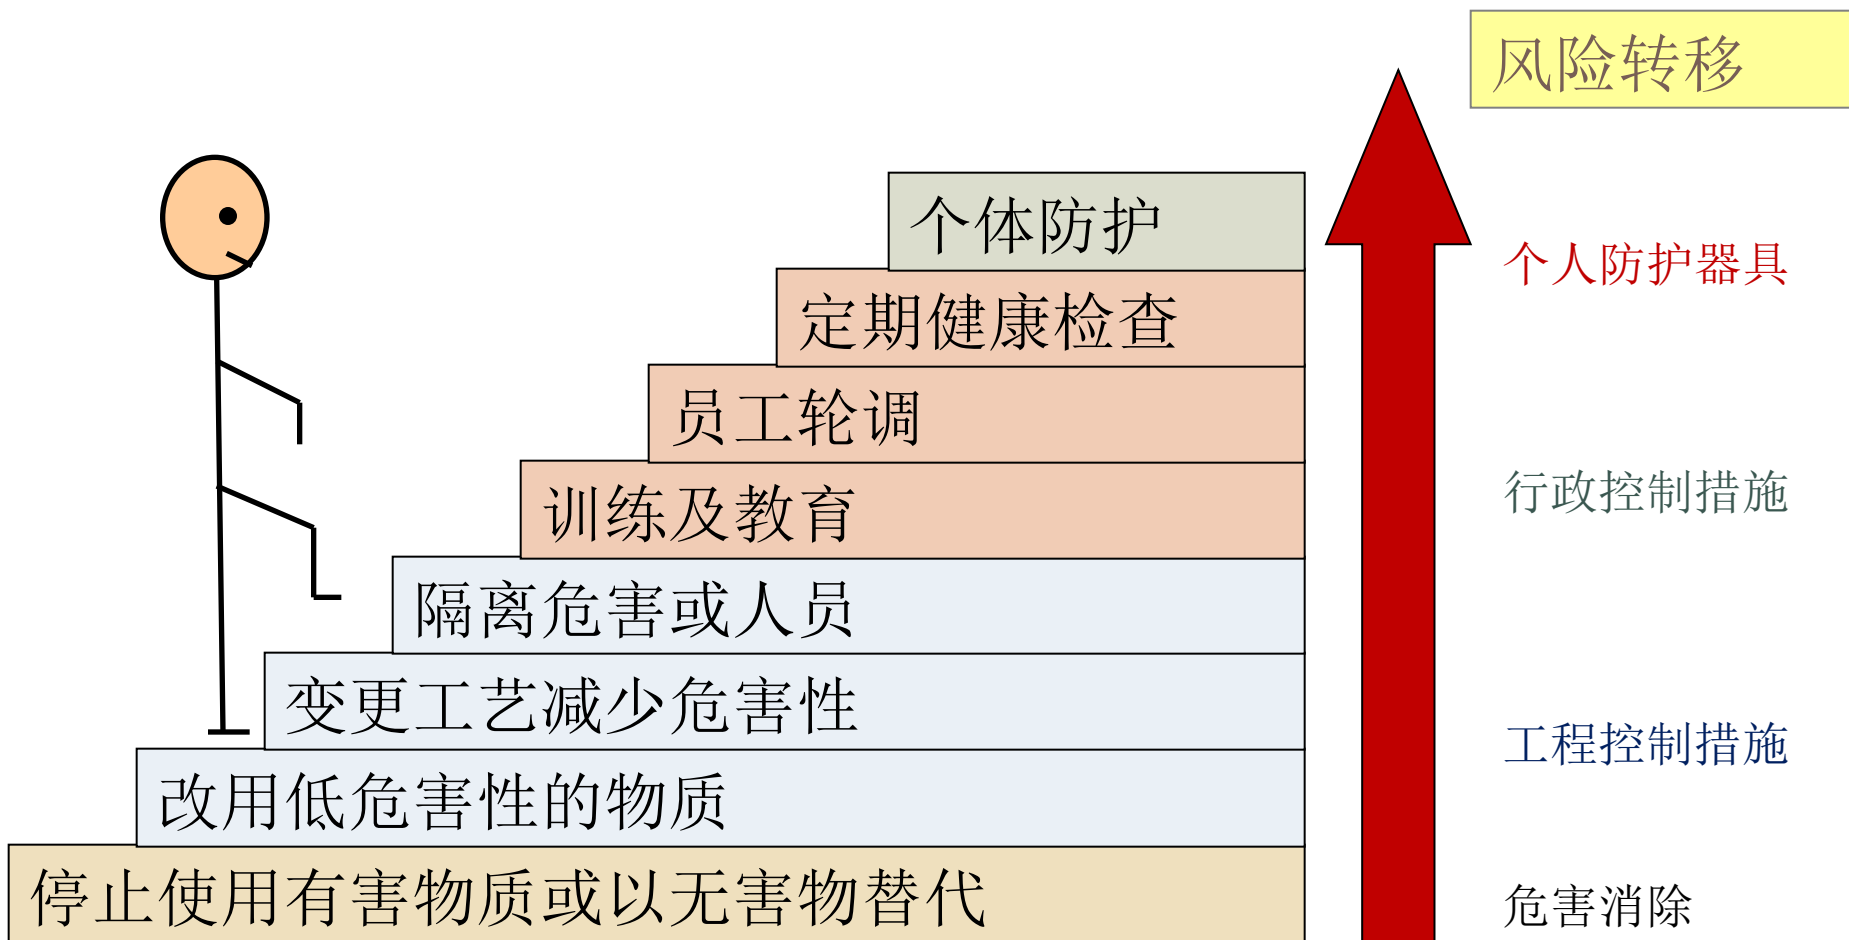 风险转移
个体防护
个人防护器具
定期健康检查
员工轮调
训练及教育
行政控制措施
隔离危害或人员
变更工艺减少危害性
工程控制措施
改用低危害性的物质
停止使用有害物质或以无害物替代
危害消除